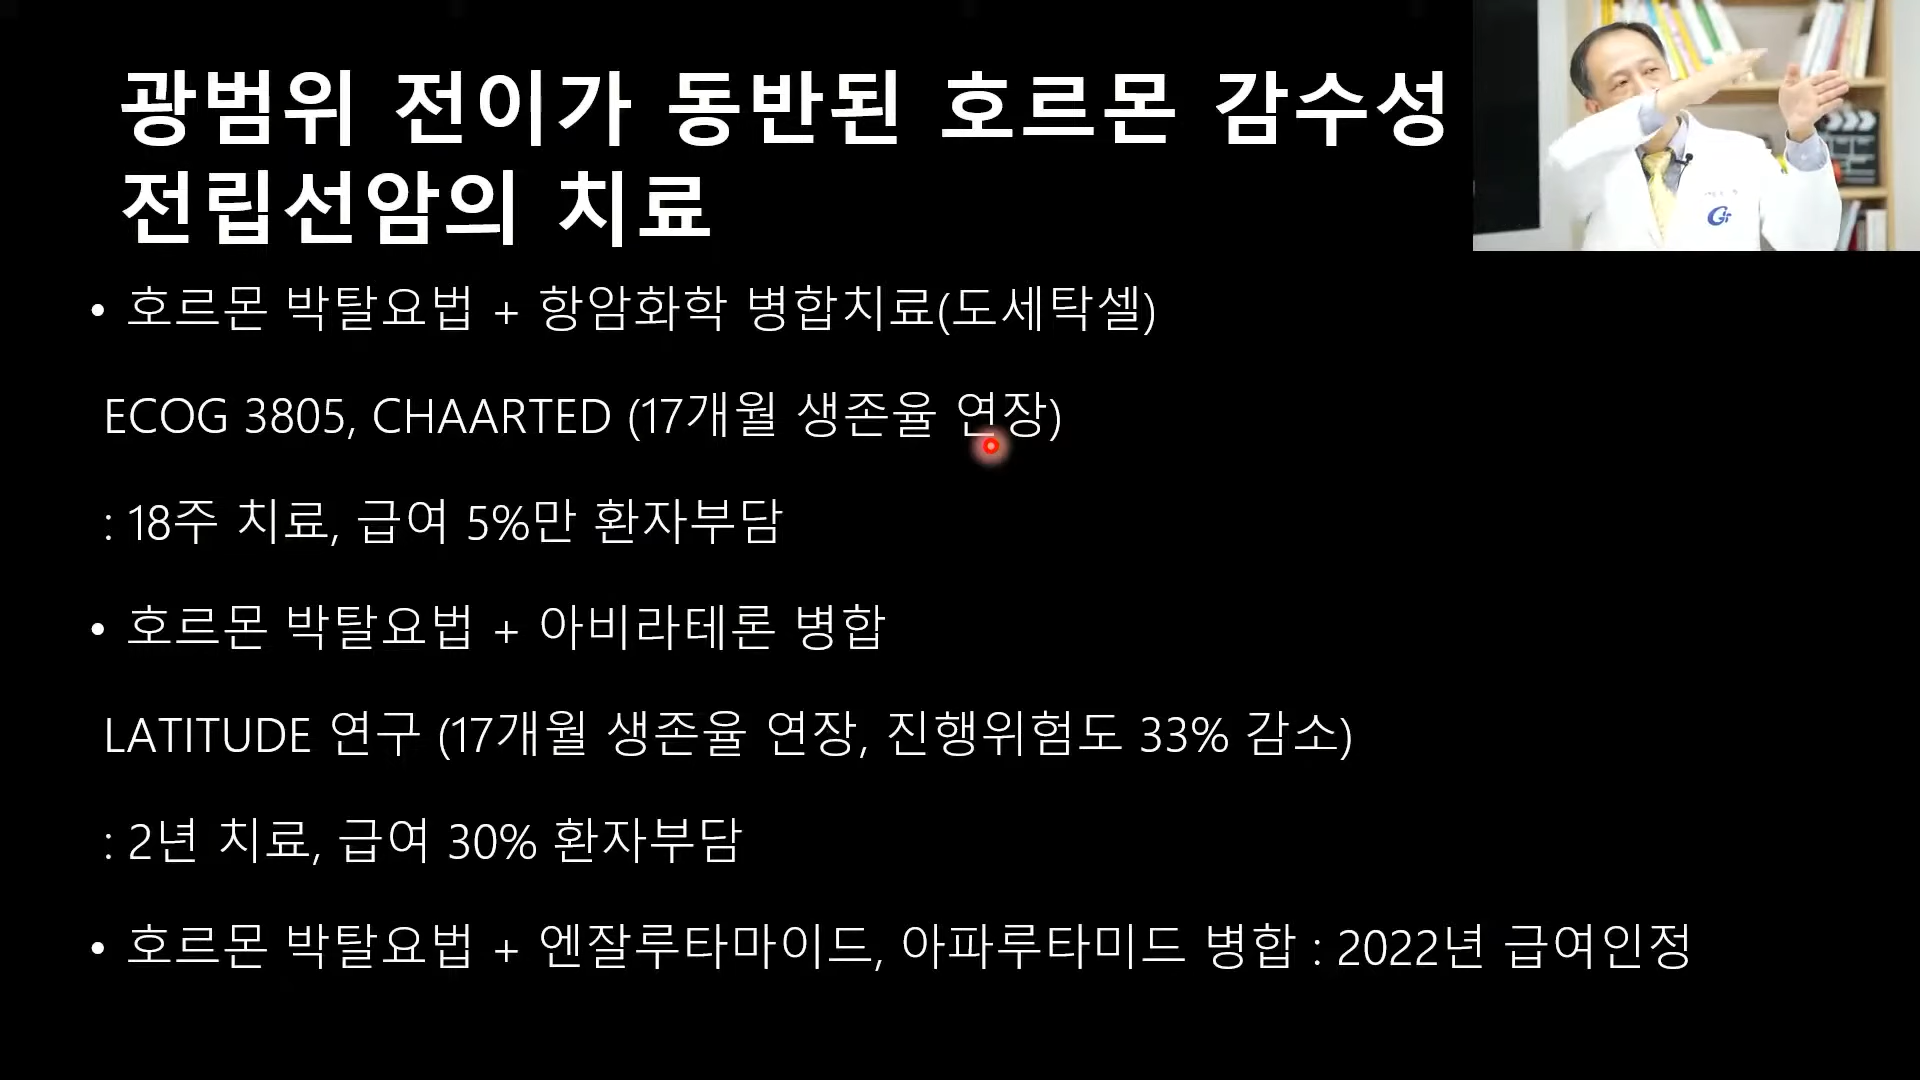 광범위 전이가 동반된 호르몬 감수성
전립선암의 치료
• 호르몬 박탈요법 + 항암화학 병합치료(도세탁셀)
ECOG 3805, CHAARTED (17개월 생존율 연장)
: 18주 치료, 급여 5%만 환자부담
• 호르몬 박탈요법 + 아비라테론 병합
LATITUDE 연구 (17개월 생존율 연장, 진행위험도 33% 감소)
: 2년 치료, 급여 30% 환자부담
• 호르몬 박탈요법 + 엔잘루타마이드, 아파루타미드 병합 : 2022년 급여인정